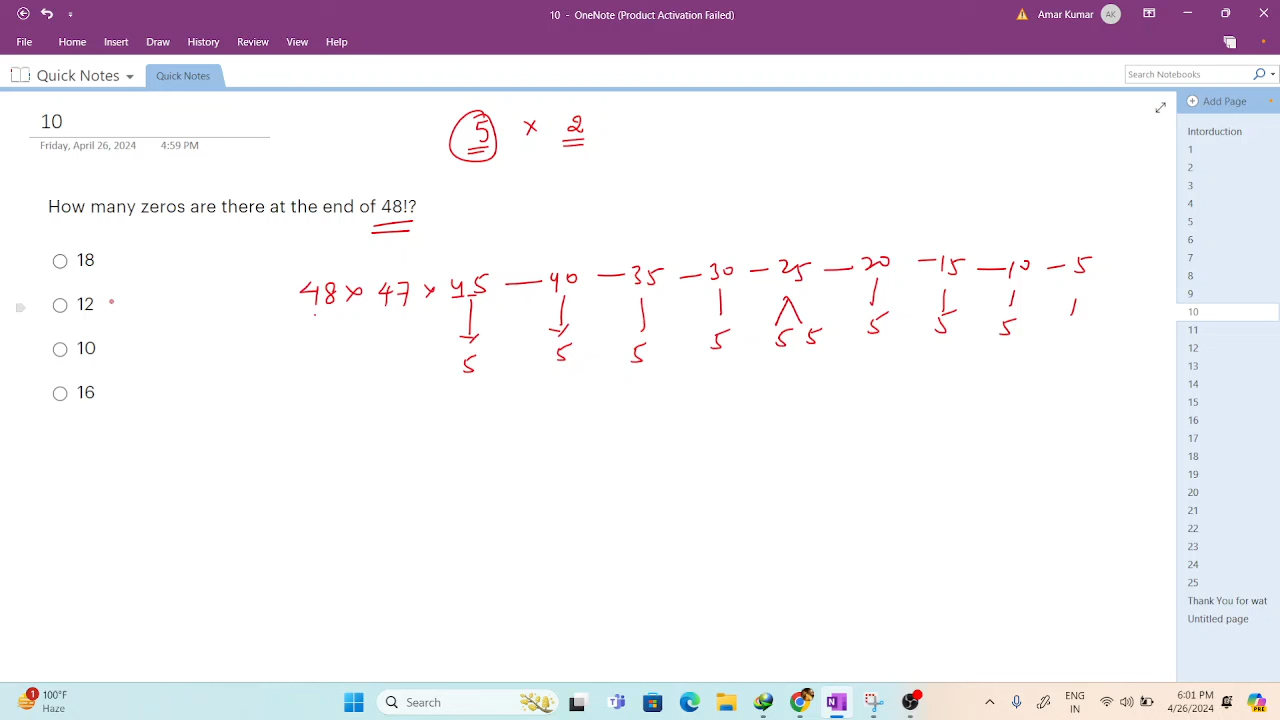 10 - OneNote (Product Activation Failed)
Amar Kumar AK
File Home Insert Draw History Review View Help
Quick Notes Quick Notes
Search Notebooks
10
Friday, April 26, 2024 4:59 PM
5 × 2
How many zeros are there at the end of 48!?
18
12
10
16
48 × 47 × 45 — 40 — 35 — 30 — 25 — 20 — 15 — 10 — 5
5 5 5 5 5 5 5 5 5
Add Page
Intorduction
1
2
3
4
5
6
7
8
9
10
11
12
13
14
15
16
17
18
19
20
21
22
23
24
25
Thank You for wat
Untitled page
1
100°F
Haze
Search
ENG
IN
6:01 PM
4/26/2024